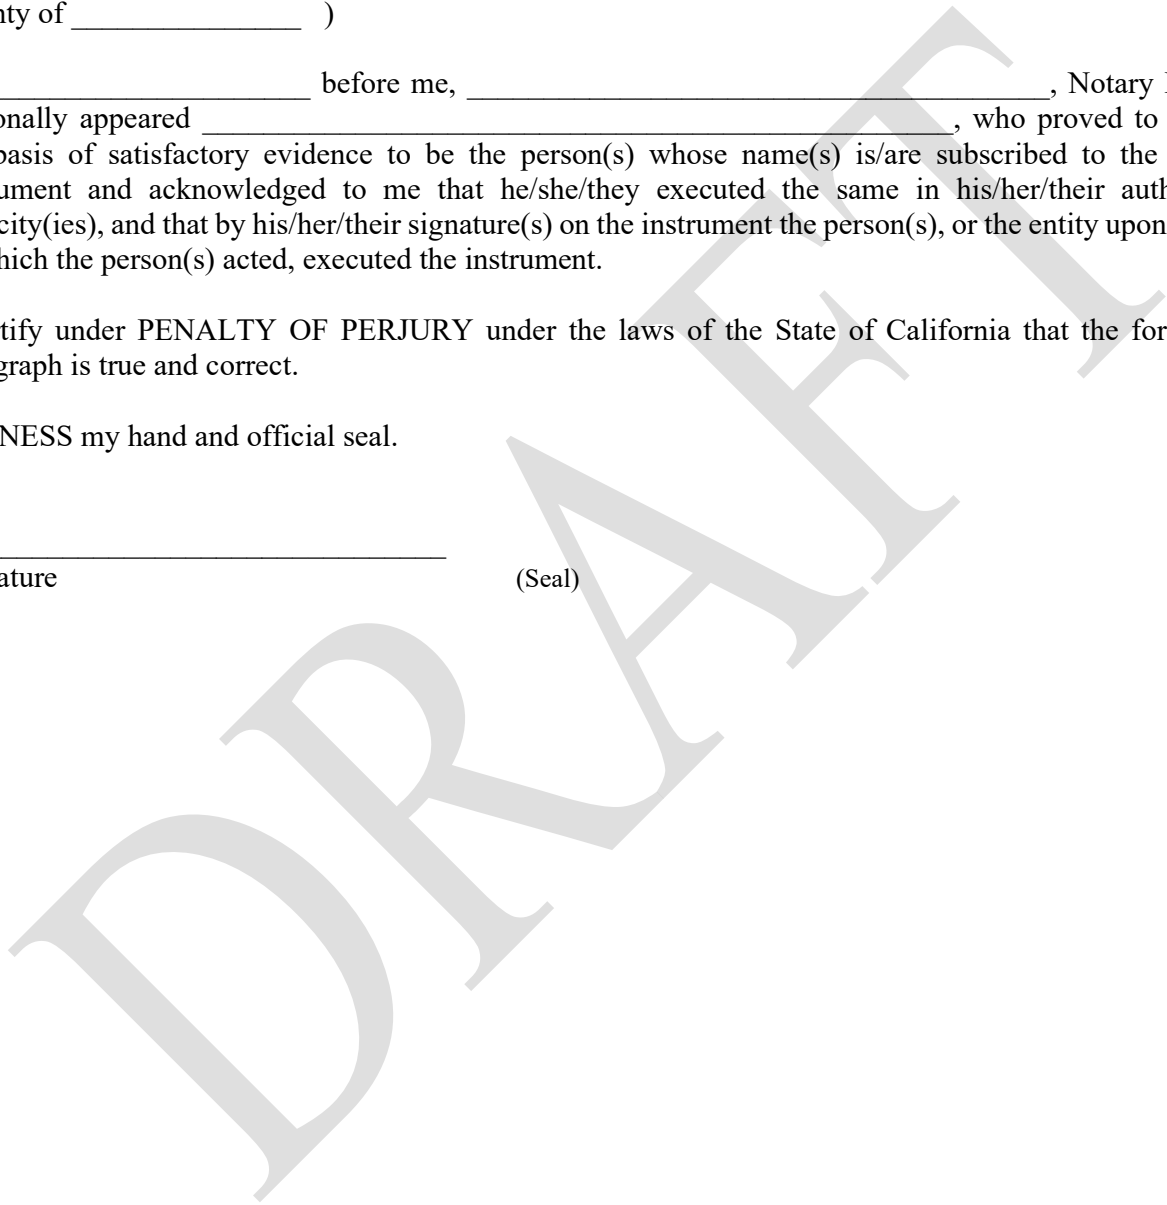 nty of _______________ )
____________________ before me, ______________________________________, Notary
onally appeared _________________________________________________, who proved to
basis of satisfactory evidence to be the person(s) whose name(s) is/are subscribed to the
ument and acknowledged to me that he/she/they executed the same in his/her/their auth
city(ies), and that by his/her/their signature(s) on the instrument the person(s), or the entity upon
hich the person(s) acted, executed the instrument.
tify under PENALTY OF PERJURY under the laws of the State of California that the for
graph is true and correct.
NESS my hand and official seal.
_____________________________
ature (Seal)
DRAFT